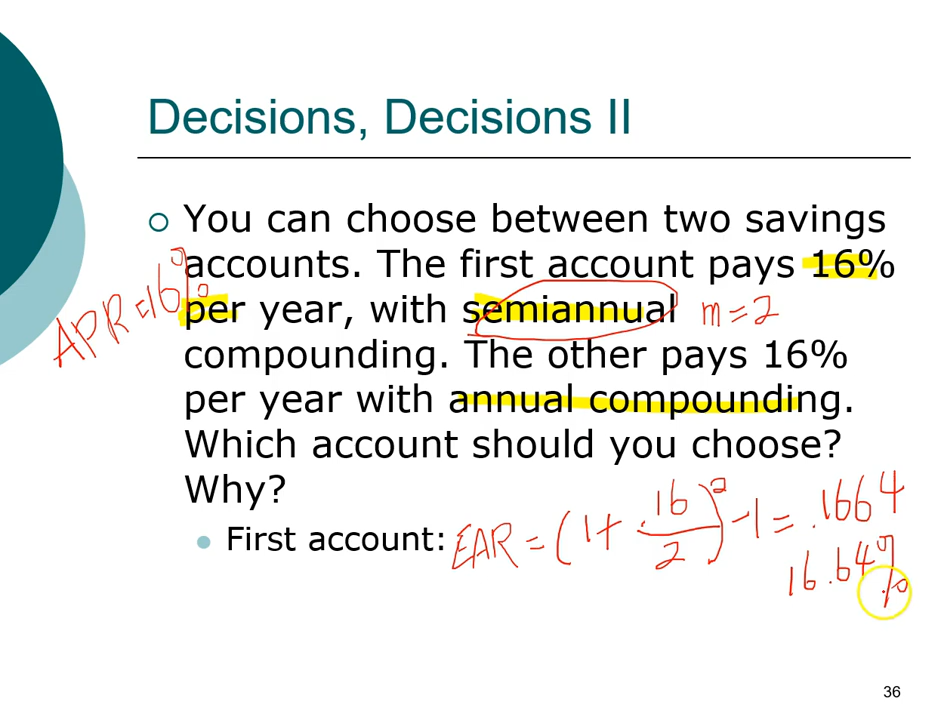 Decisions, Decisions II
You can choose between two savings
accounts. The first account pays 16%
APR = 16%
per year, with semiannual m = 2
compounding. The other pays 16%
per year with annual compounding.
Which account should you choose?
Why?
First account: EAR = (1 + .16/2)² - 1 = .1664
16.64%
36